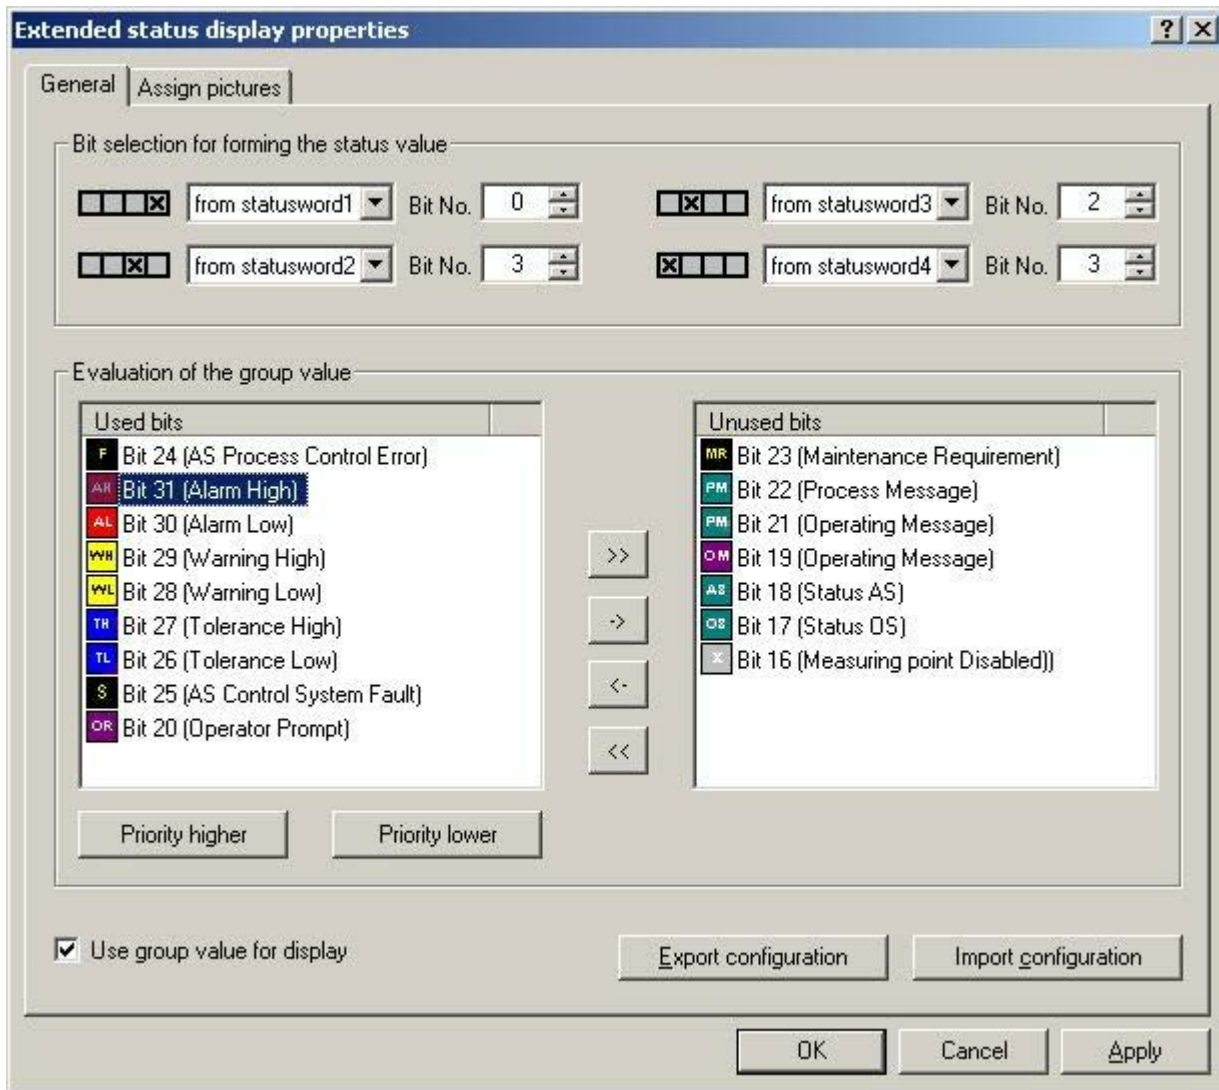 Extended status display properties
General Assign pictures
Bit selection for forming the status value
from statusword1 Bit No. 0 from statusword3 Bit No. 2
from statusword2 Bit No. 3 from statusword4 Bit No. 3
Evaluation of the group value
Used bits
F Bit 24 (AS Process Control Error)
AH Bit 31 (Alarm High)
AL Bit 30 (Alarm Low)
WH Bit 29 (Warning High)
WL Bit 28 (Warning Low)
TH Bit 27 (Tolerance High)
TL Bit 26 (Tolerance Low)
S Bit 25 (AS Control System Fault)
OR Bit 20 (Operator Prompt)
>>
->
<-
<<
Unused bits
MR Bit 23 (Maintenance Requirement)
PM Bit 22 (Process Message)
PM Bit 21 (Operating Message)
OM Bit 19 (Operating Message)
AS Bit 18 (Status AS)
OS Bit 17 (Status OS)
X Bit 16 (Measuring point Disabled))
Priority higher Priority lower
Use group value for display
Export configuration Import configuration
OK Cancel Apply